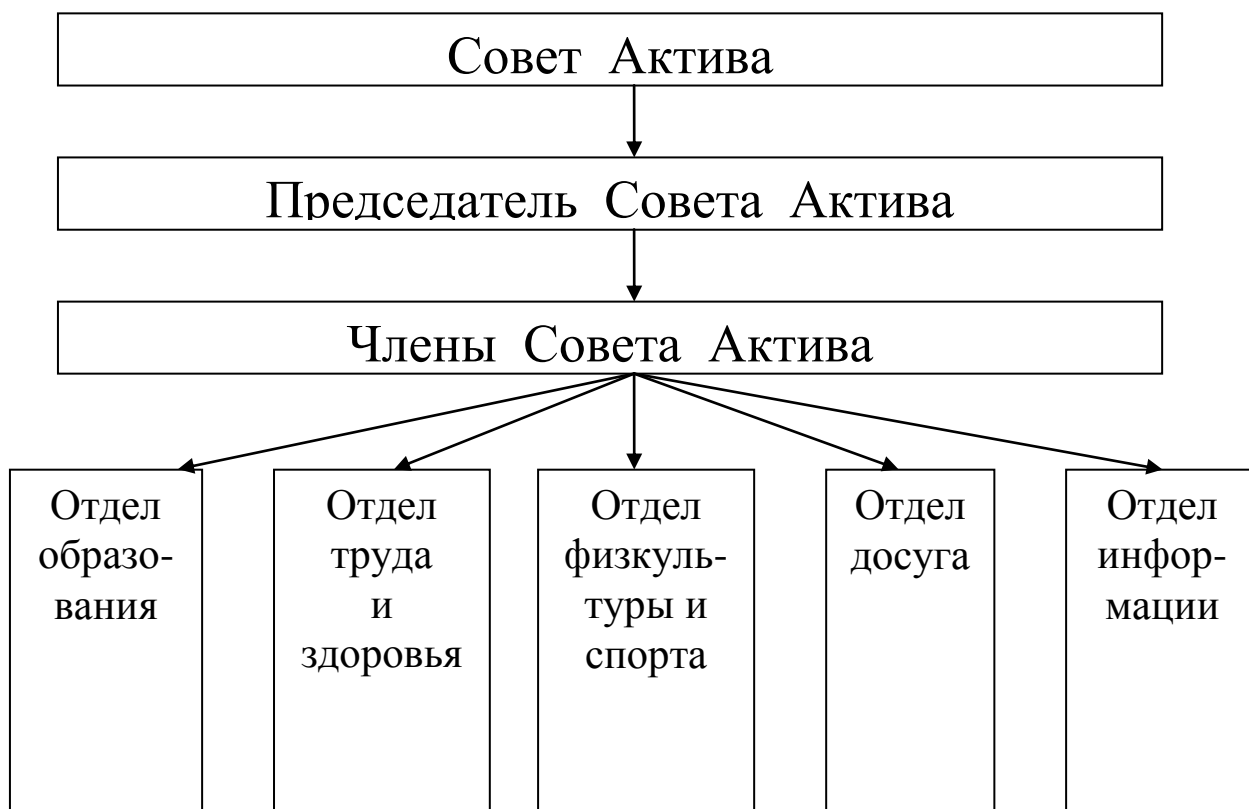 Совет Актива
Председатель Совета Актива
Члены Совета Актива
Отдел
образо-
вания
Отдел
труда
и
здоровья
Отдел
физкуль-
туры и
спорта
Отдел
досуга
Отдел
инфор-
мации